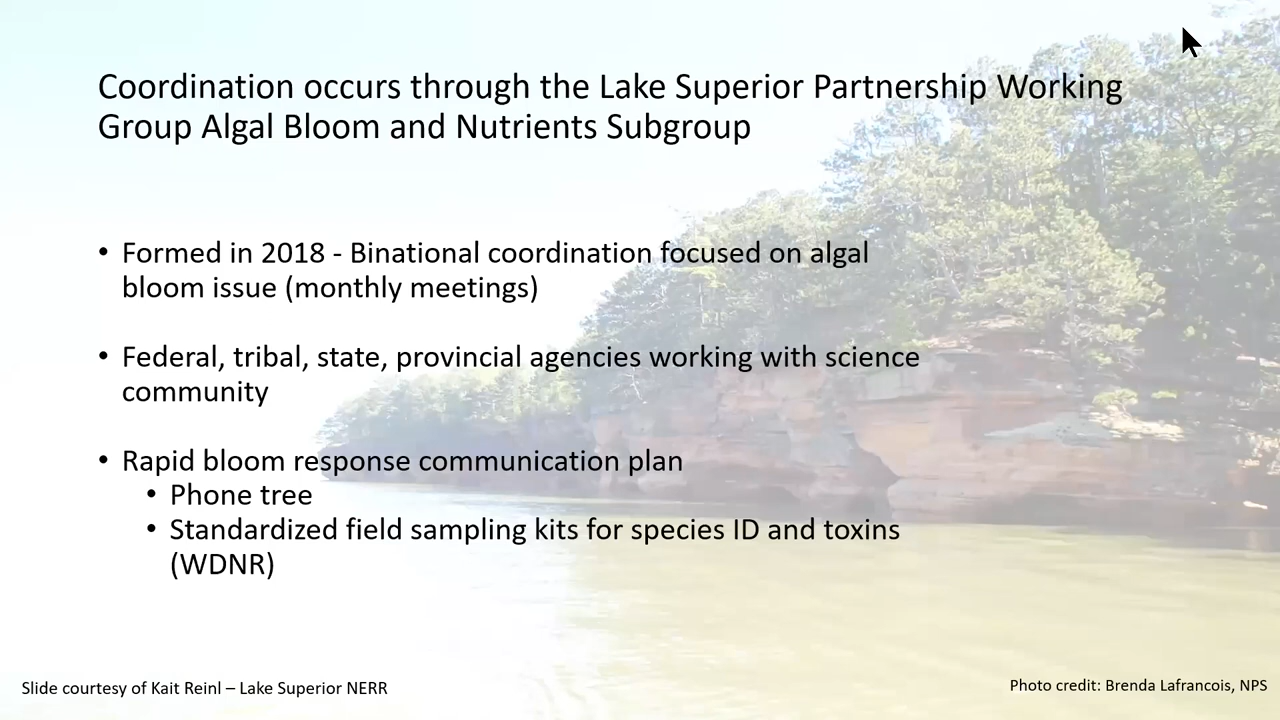 Coordination occurs through the Lake Superior Partnership Working
Group Algal Bloom and Nutrients Subgroup
• Formed in 2018 - Binational coordination focused on algal
bloom issue (monthly meetings)
• Federal, tribal, state, provincial agencies working with science
community
• Rapid bloom response communication plan
• Phone tree
• Standardized field sampling kits for species ID and toxins
(WDNR)
Slide courtesy of Kait Reinl – Lake Superior NERR
Photo credit: Brenda Lafrancois, NPS